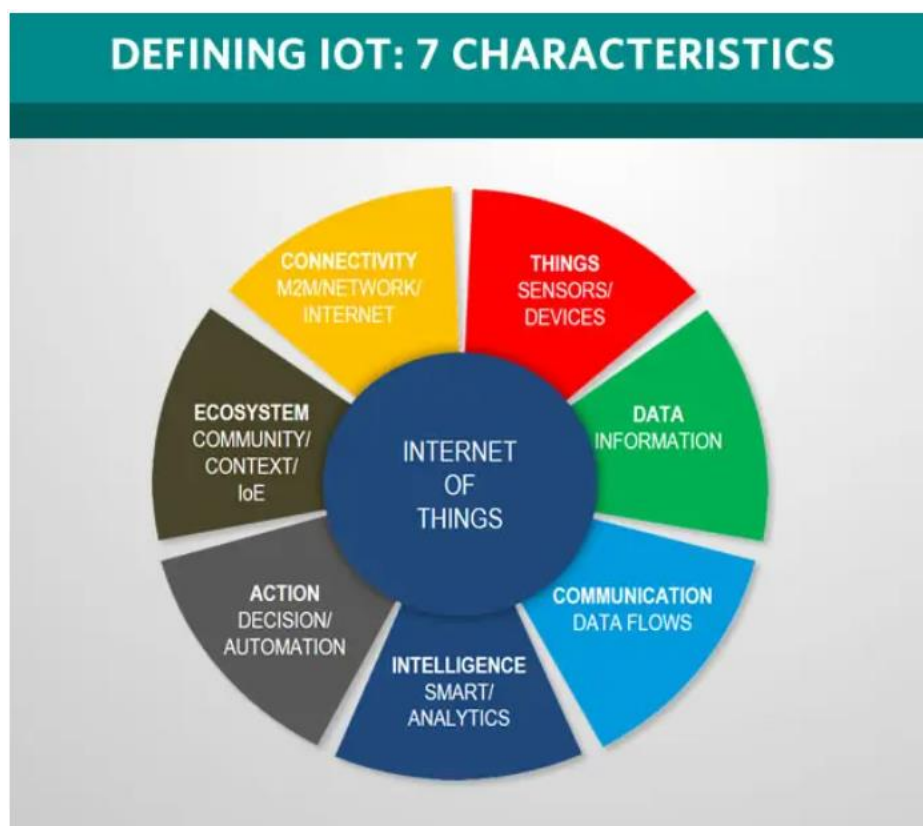 DEFINING IOT: 7 CHARACTERISTICS
CONNECTIVITY
M2M/NETWORK/
INTERNET
THINGS
SENSORS/
DEVICES
DATA
INFORMATION
COMMUNICATION
DATA FLOWS
INTELLIGENCE
SMART/
ANALYTICS
ACTION
DECISION/
AUTOMATION
ECOSYSTEM
COMMUNITY/
CONTEXT/
IoE
INTERNET
OF
THINGS